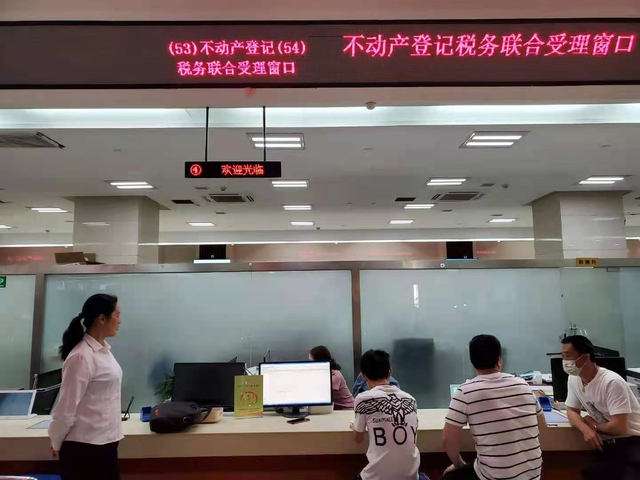 (53)不动产登记(54)
税务联合受理窗口
不动产登记税务联合受理窗口
④ 欢迎光临
BOY